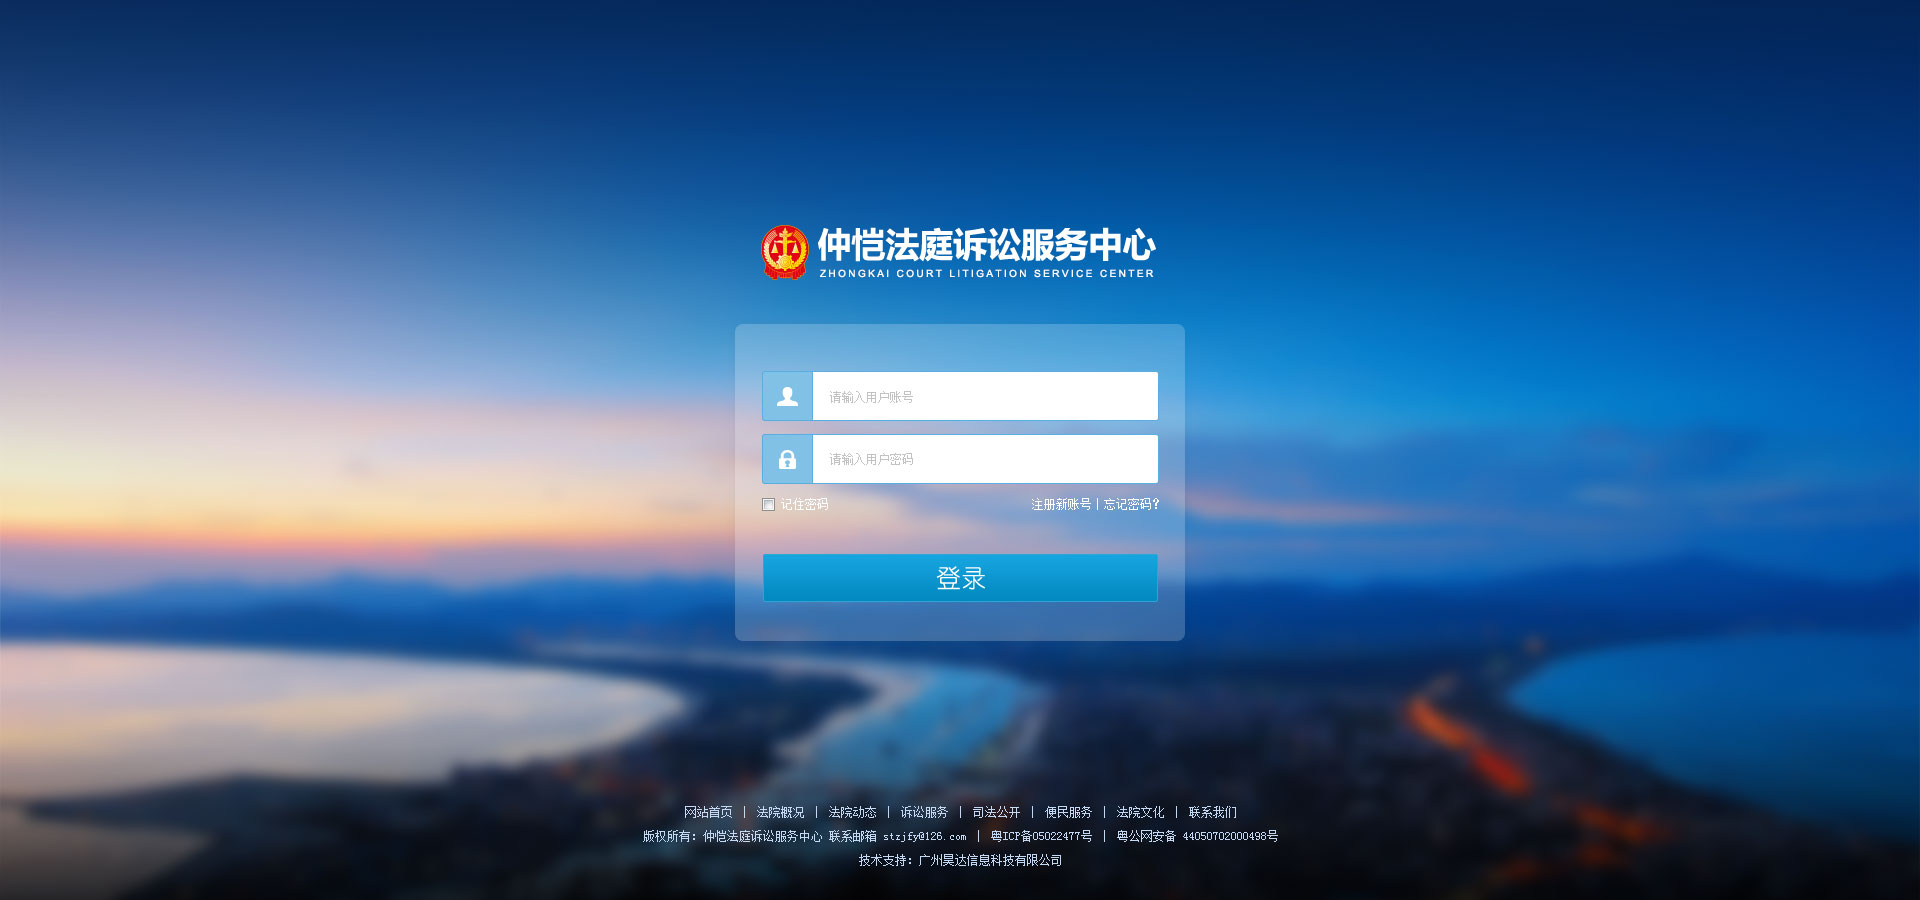 仲恺法庭诉讼服务中心
ZHONGKAI COURT LITIGATION SERVICE CENTER
请输入用户账号
请输入用户密码
记住密码 注册新账号 | 忘记密码?
登录
网站首页 | 法院概况 | 法院动态 | 诉讼服务 | 司法公开 | 便民服务 | 法院文化 | 联系我们
版权所有: 仲恺法庭诉讼服务中心 联系邮箱 stzjfy@126.com | 粤ICP备05022477号 | 粤公网安备 44050702000498号
技术支持: 广州昊达信息科技有限公司